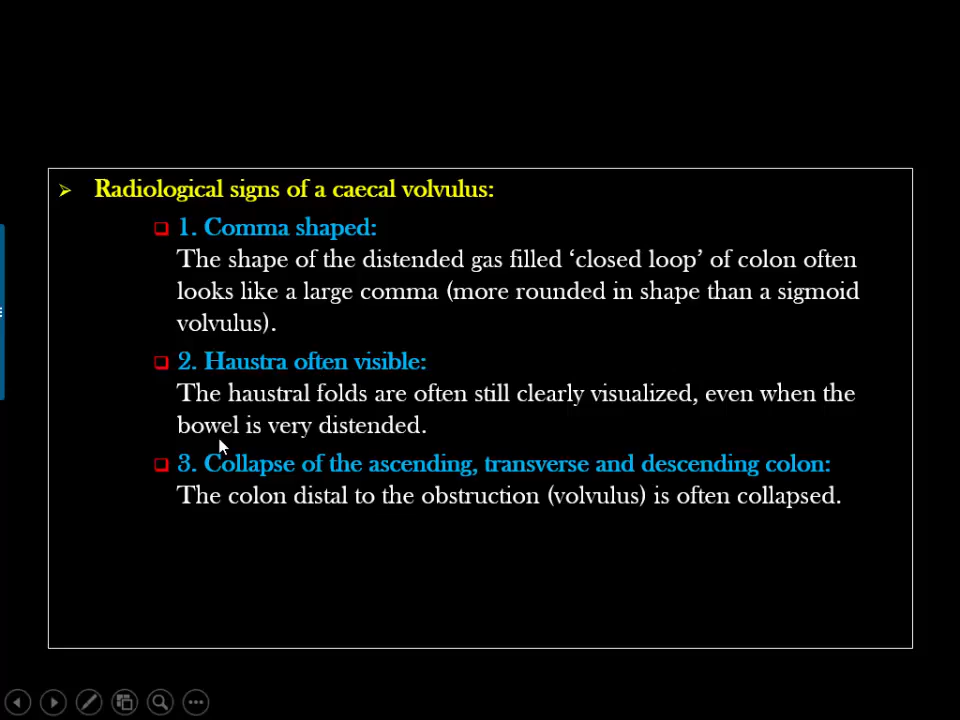 Radiological signs of a caecal volvulus:
1. Comma shaped:
The shape of the distended gas filled ‘closed loop’ of colon often
looks like a large comma (more rounded in shape than a sigmoid
volvulus).
2. Haustra often visible:
The haustral folds are often still clearly visualized, even when the
bowel is very distended.
3. Collapse of the ascending, transverse and descending colon:
The colon distal to the obstruction (volvulus) is often collapsed.